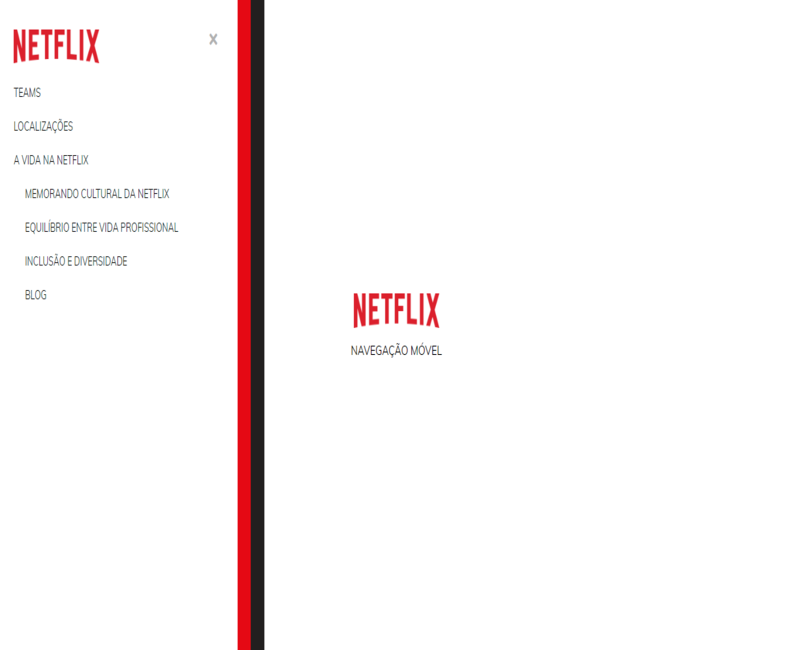 NETFLIX
×
TEAMS
LOCALIZAÇÕES
A VIDA NA NETFLIX
MEMORANDO CULTURAL DA NETFLIX
EQUILÍBRIO ENTRE VIDA PROFISSIONAL
INCLUSÃO E DIVERSIDADE
BLOG
NETFLIX
NAVEGAÇÃO MÓVEL